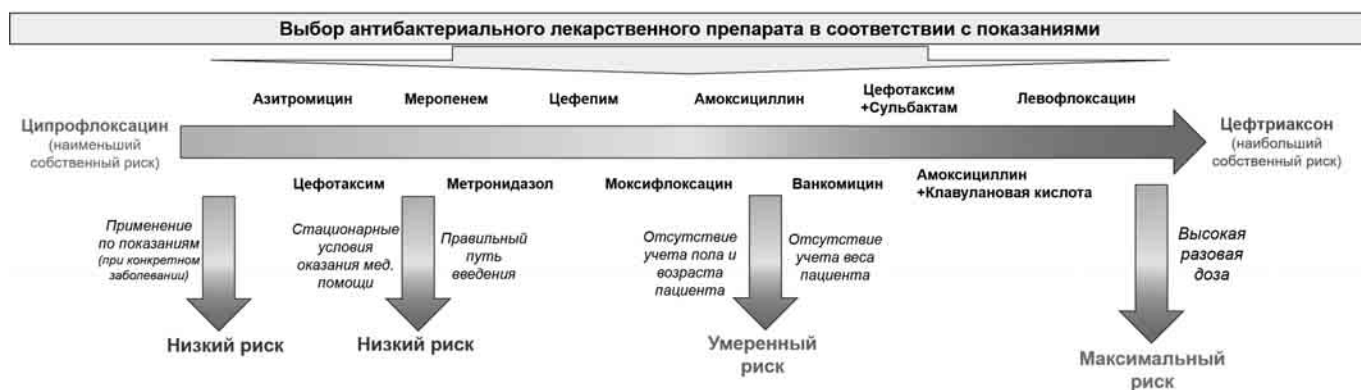 Выбор антибактериального лекарственного препарата в соответствии с показаниями
Азитромицин
Меропенем
Цефепим
Амоксициллин
Цефотаксим
+Сульбактам
Левофлоксацин
Ципрофлоксацин
(наименьший
собственный риск)
Цефтриаксон
(наибольший
собственный риск)
Цефотаксим
Метронидазол
Моксифлоксацин
Ванкомицин
Амоксициллин
+Клавулановая кислота
Применение
по показаниям
(при конкретном
заболевании)
Стационарные
условия
оказания мед.
помощи
Правильный
путь
введения
Отсутствие
учета пола и
возраста
пациента
Отсутствие
учета веса
пациента
Высокая
разовая
доза
Низкий риск
Низкий риск
Умеренный
риск
Максимальный
риск